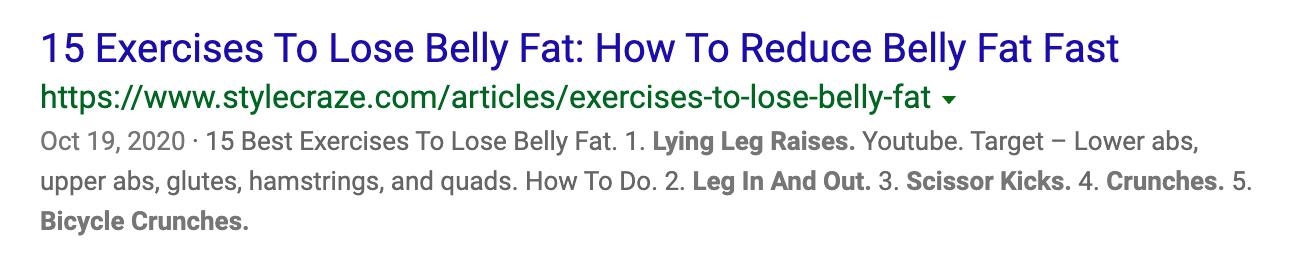 15 Exercises To Lose Belly Fat: How To Reduce Belly Fat Fast
https://www.stylecraze.com/articles/exercises-to-lose-belly-fat
Oct 19, 2020 · 15 Best Exercises To Lose Belly Fat. 1. Lying Leg Raises. Youtube. Target – Lower abs,
upper abs, glutes, hamstrings, and quads. How To Do. 2. Leg In And Out. 3. Scissor Kicks. 4. Crunches. 5.
Bicycle Crunches.